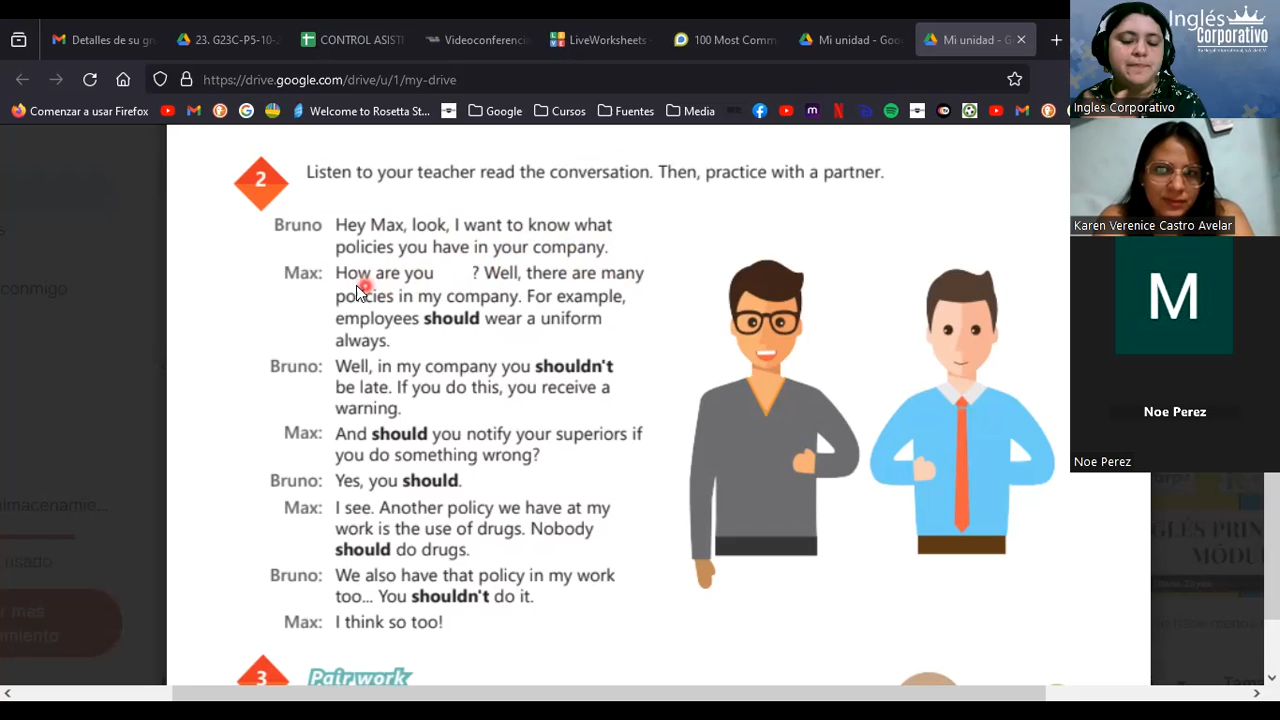 Detalles de su gr
23. G23C-P5-10-
CONTROL ASIS
Videoconfe
LiveWorksheets
100 Most Comm
Mi unidad - Goo
Mi unidad - G
https://drive.google.com/drive/u/1/my-drive
Comenzar a usar Firefox
Welcome to Rosetta St...
Google
Cursos
Fuentes
Media
2
Listen to your teacher read the conversation. Then, practice with a partner.
Bruno Hey Max, look, I want to know what
policies you have in your company.
Max: How are you ? Well, there are many
policies in my company. For example,
employees should wear a uniform
always.
Bruno: Well, in my company you shouldn't
be late. If you do this, you receive a
warning.
Max: And should you notify your superiors if
you do something wrong?
Bruno: Yes, you should.
Max: I see. Another policy we have at my
work is the use of drugs. Nobody
should do drugs.
Bruno: We also have that policy in my work
too... You shouldn't do it.
Max: I think so too!
3
Pair work
conmigo
macenamie...
sado
Inglés
Corporativo
Ingles Corporativo
Karen Verenice Castro Avelar
M
Noe Perez
Noe Perez